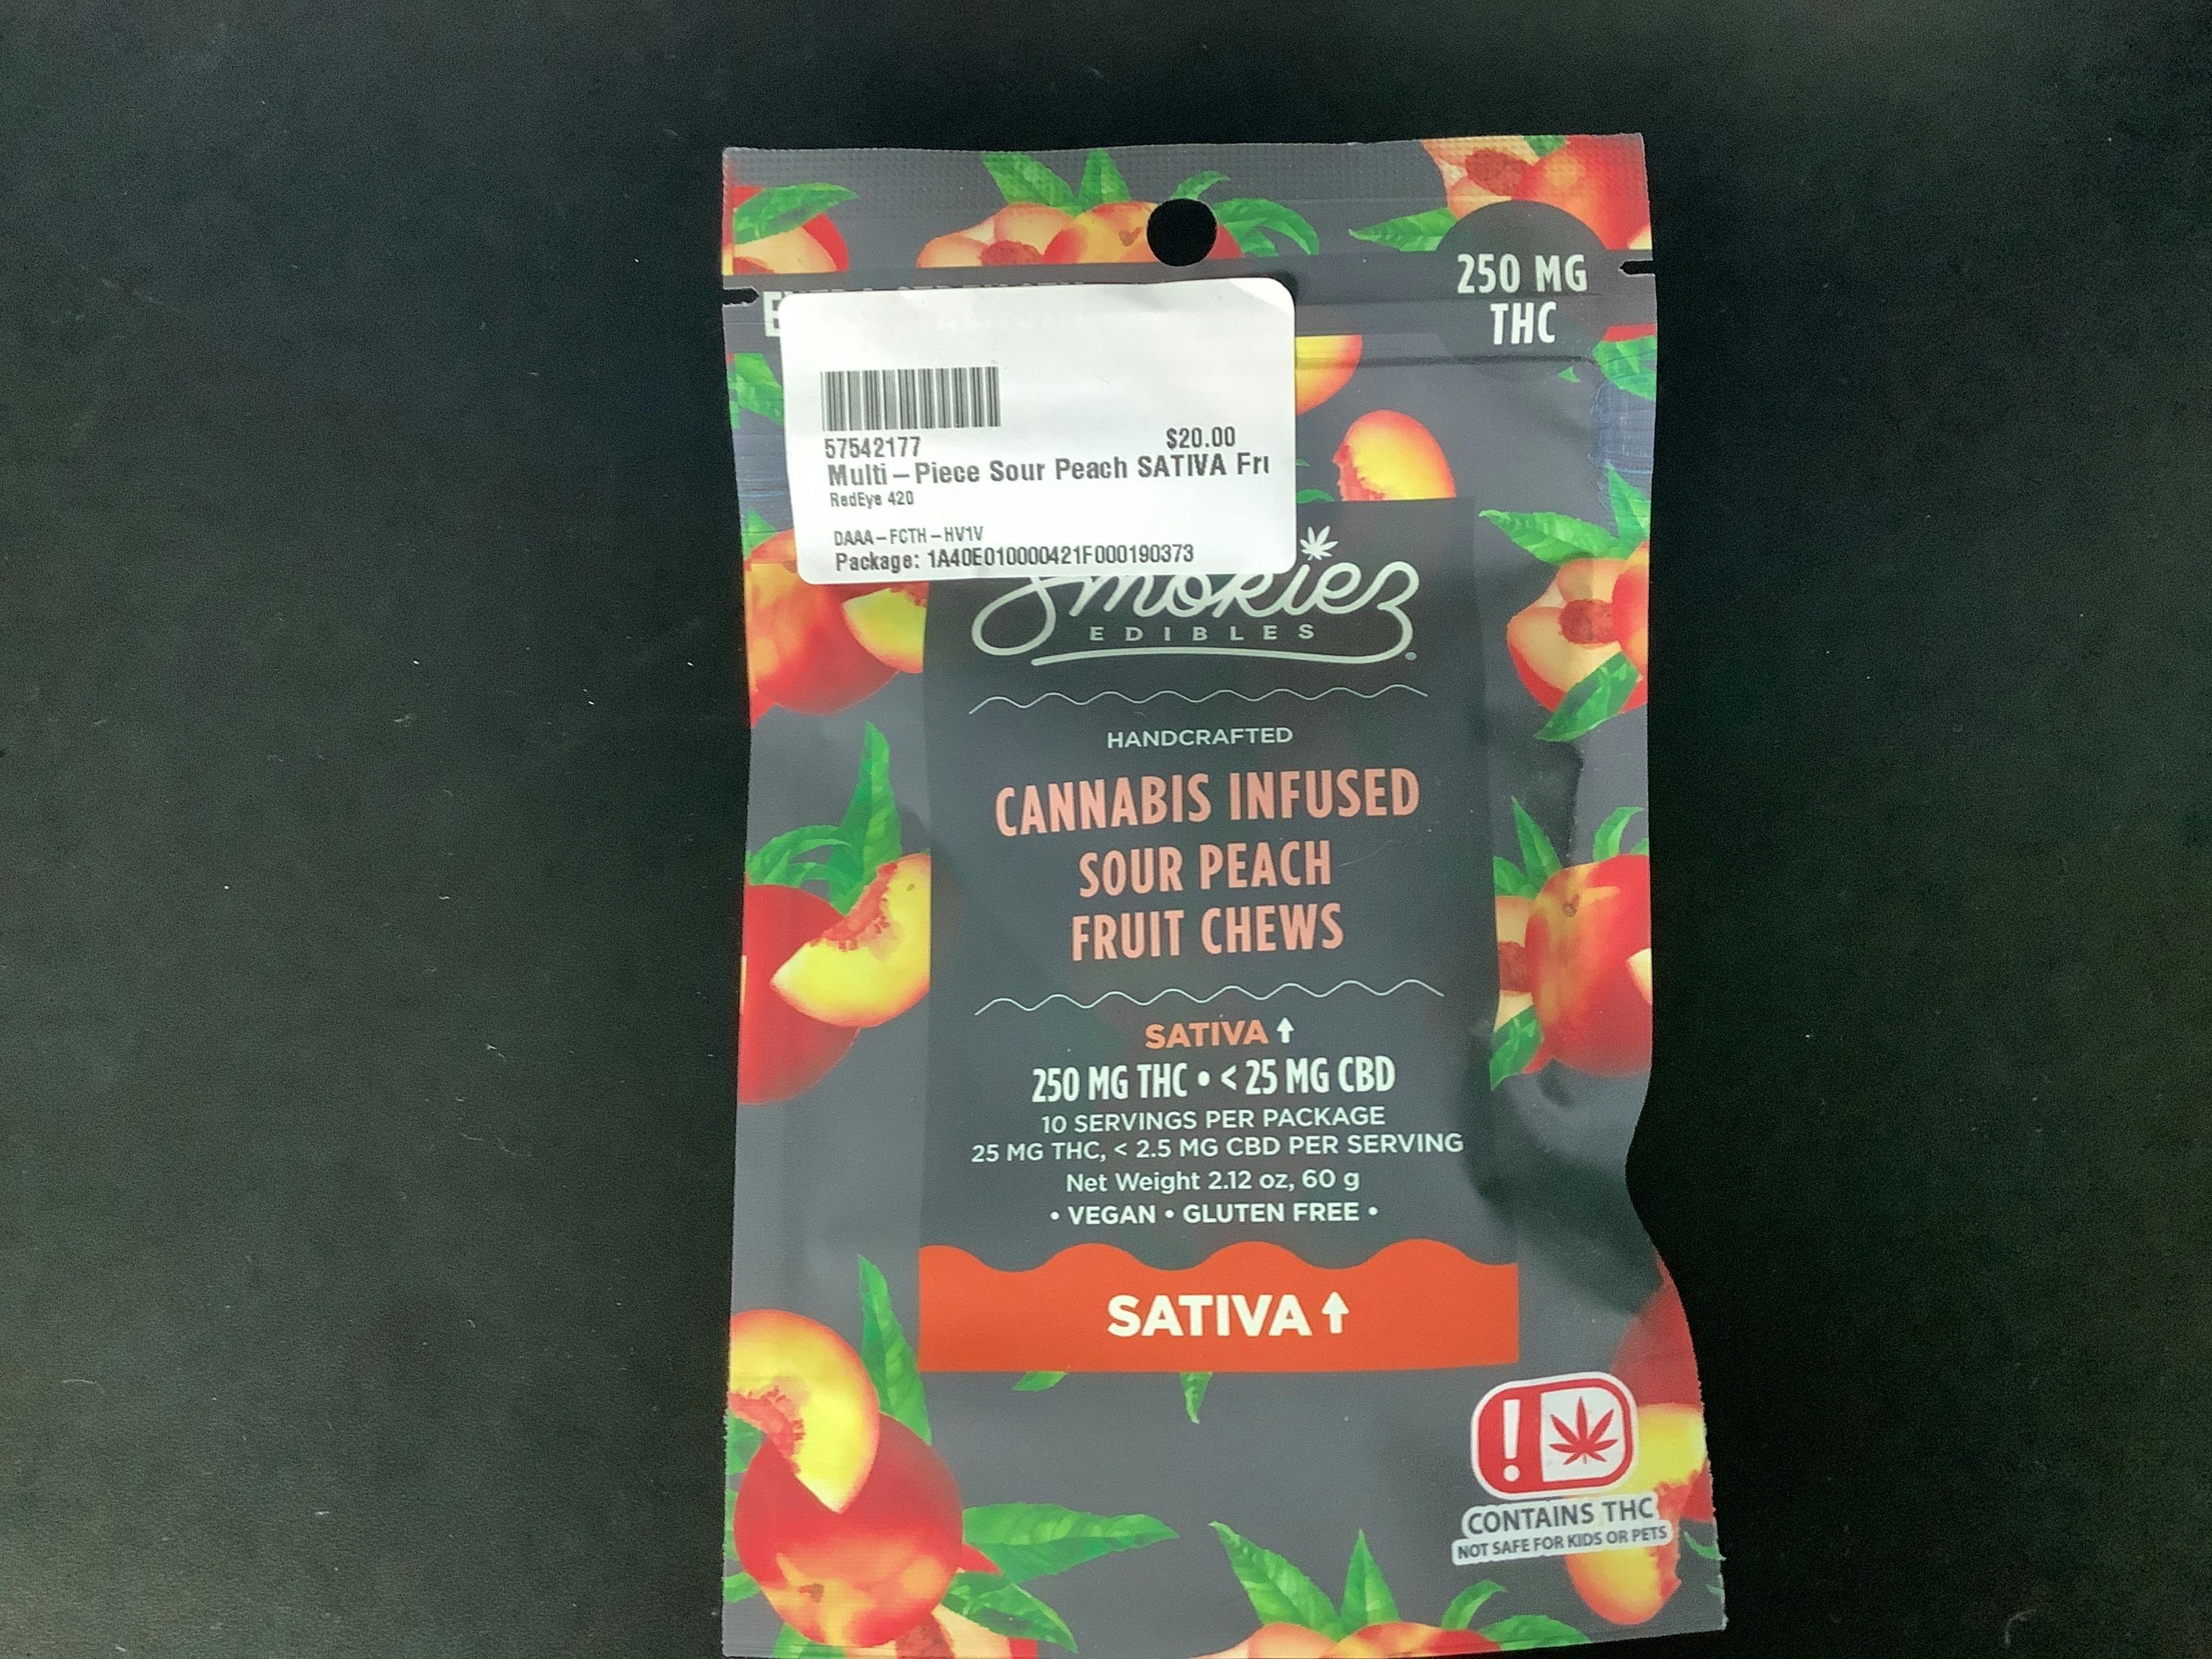 250 MG
THC
57542177 $20.00
Multi-Piece Sour Peach SATIVA Fru
RedEye 420
DAAA-FCTH-HV1V
Package: 1A40E010000421F000190373
Smokiez
EDIBLES
HANDCRAFTED
CANNABIS INFUSED
SOUR PEACH
FRUIT CHEWS
SATIVA
250 MG THC • < 25 MG CBD
10 SERVINGS PER PACKAGE
25 MG THC, < 2.5 MG CBD PER SERVING
Net Weight 2.12 oz, 60 g
• VEGAN • GLUTEN FREE •
SATIVA
!
CONTAINS THC
NOT SAFE FOR KIDS OR PETS